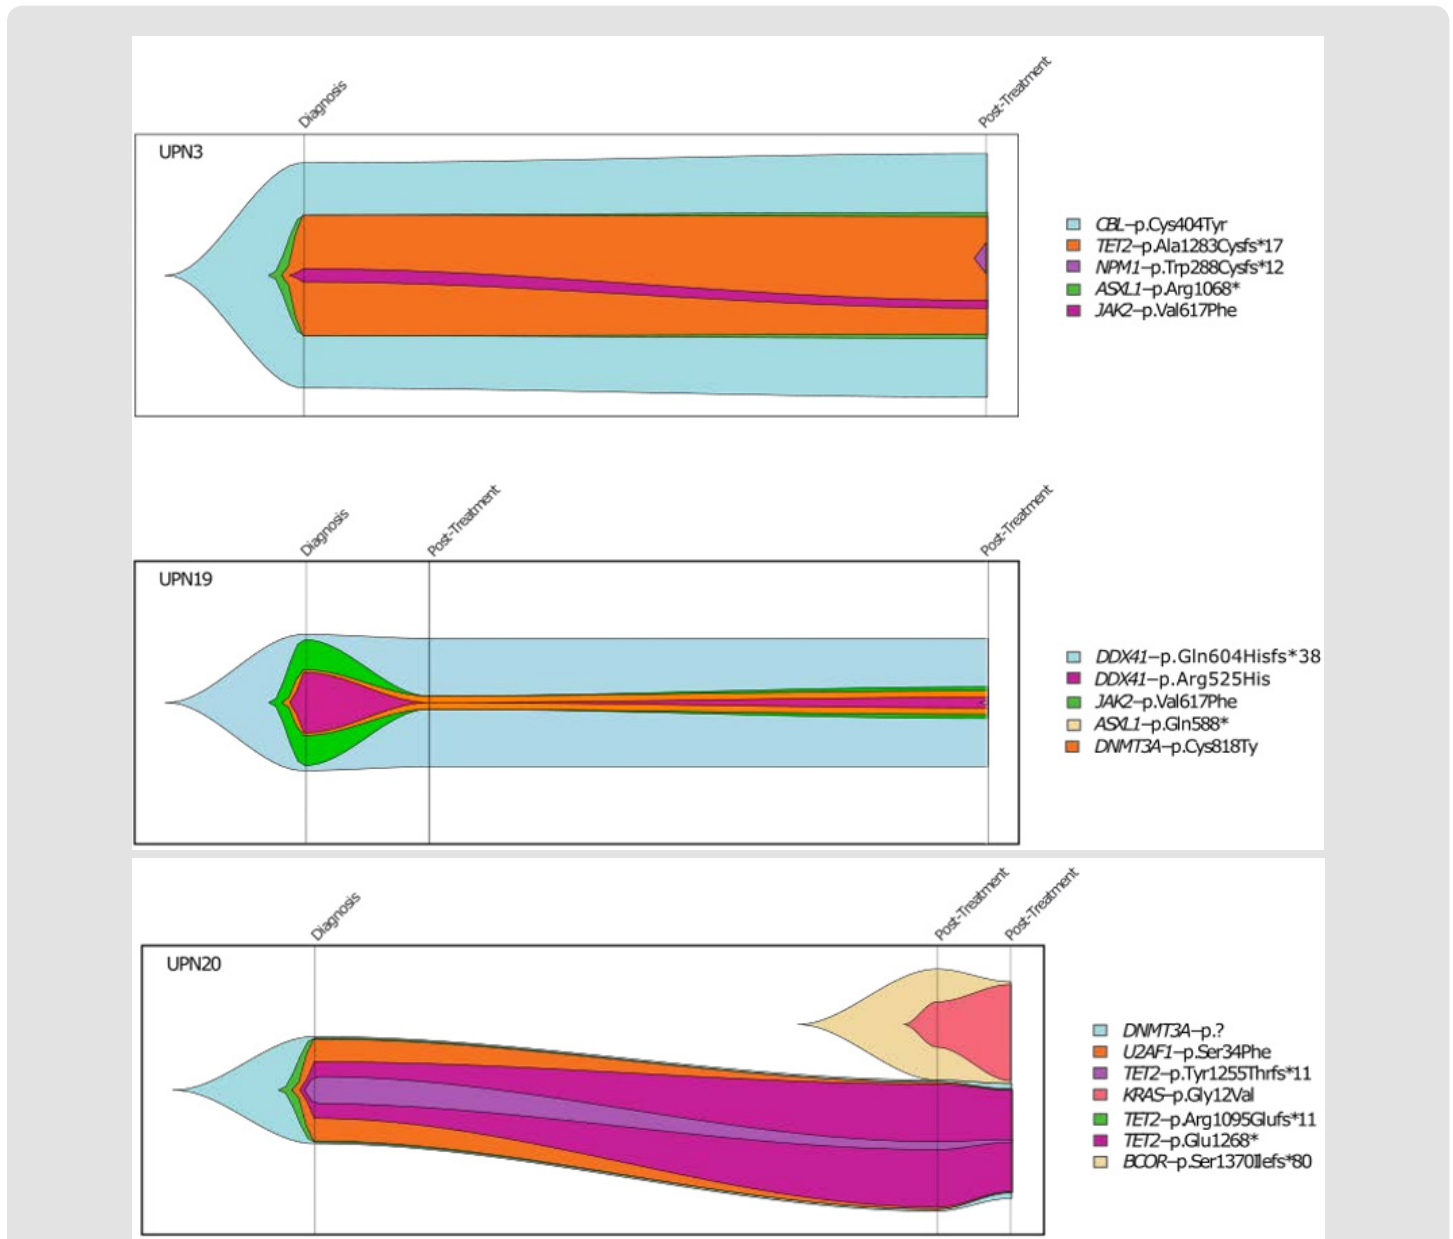 Diagnosis
Post-Treatment
UPN3
CBL–p.Cys404Tyr
TET2–p.Ala1283Cysfs*17
NPM1–p.Trp288Cysfs*12
ASXL1–p.Arg1068*
JAK2–p.Val617Phe
Diagnosis
Post-Treatment
Post-Treatment
UPN19
DDX41–p.Gln604Hisfs*38
DDX41–p.Arg525His
JAK2–p.Val617Phe
ASXL1–p.Gln588*
DNMT3A–p.Cys818Ty
Diagnosis
Post-Treatment
Post-Treatment
UPN20
DNMT3A–p.?
U2AF1–p.Ser34Phe
TET2–p.Tyr1255Thrfs*11
KRAS–p.Gly12Val
TET2–p.Arg1095Glufs*11
TET2–p.Glu1268*
BCOR–p.Ser1370Ilefs*80